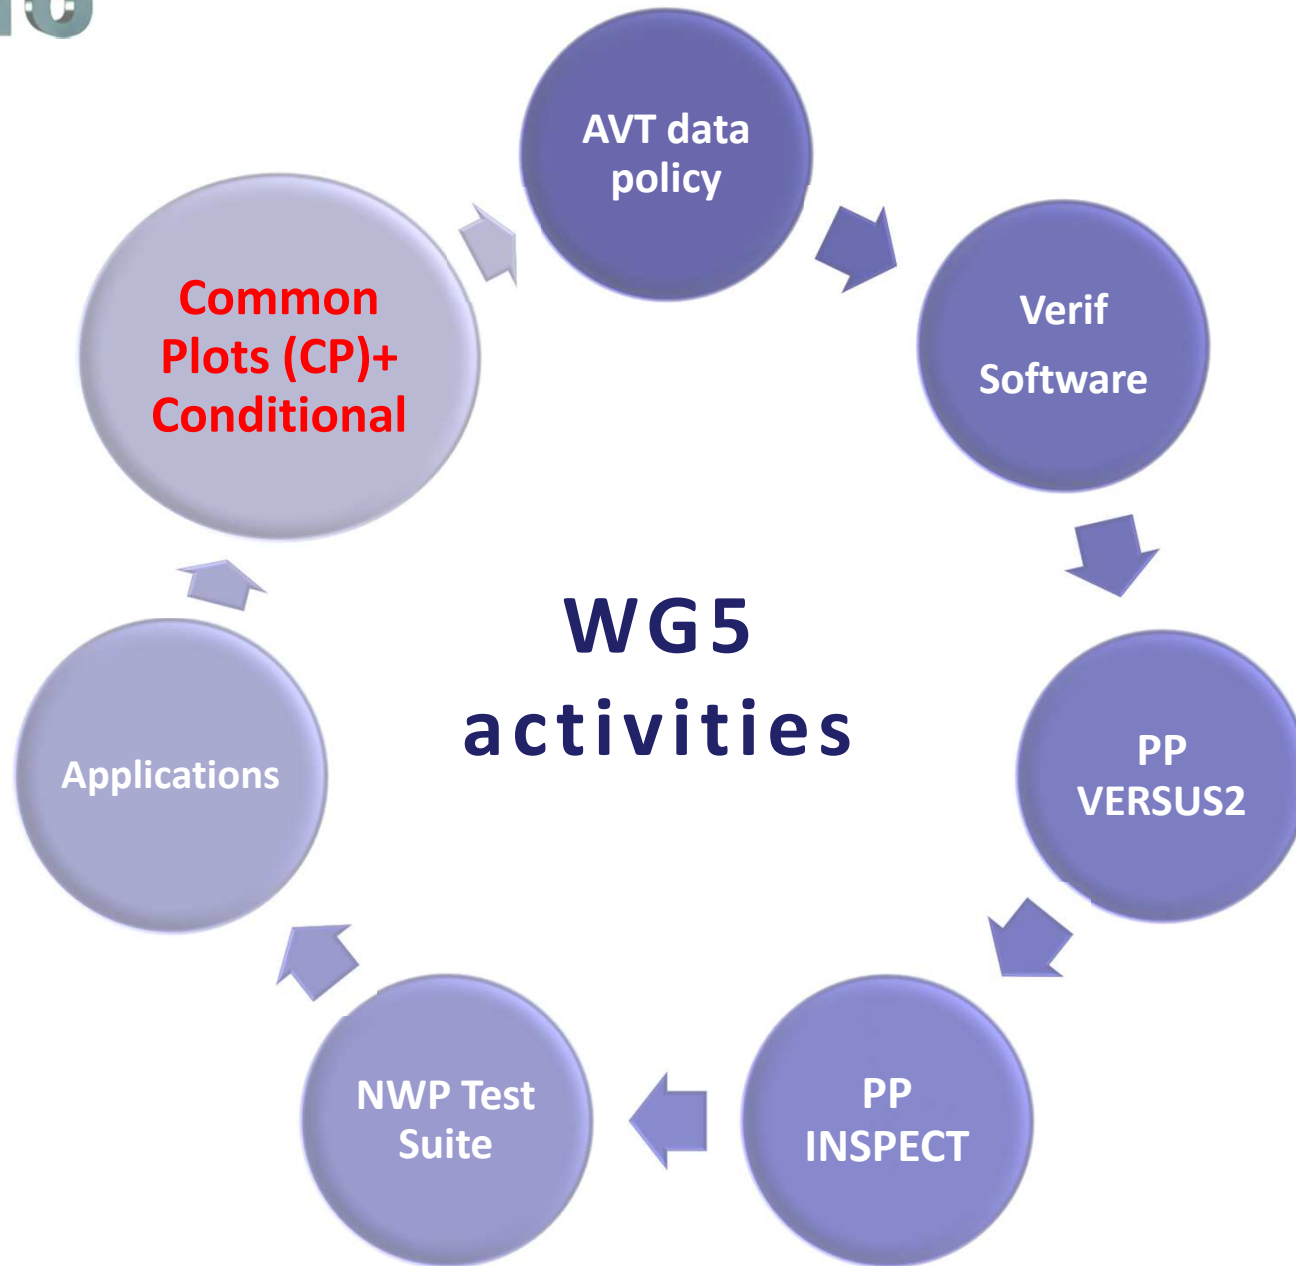 AVT data
policy
Verif
Software
PP
VERSUS2
PP
INSPECT
NWP Test
Suite
Applications
Common
Plots (CP)+
Conditional
WG5
activities